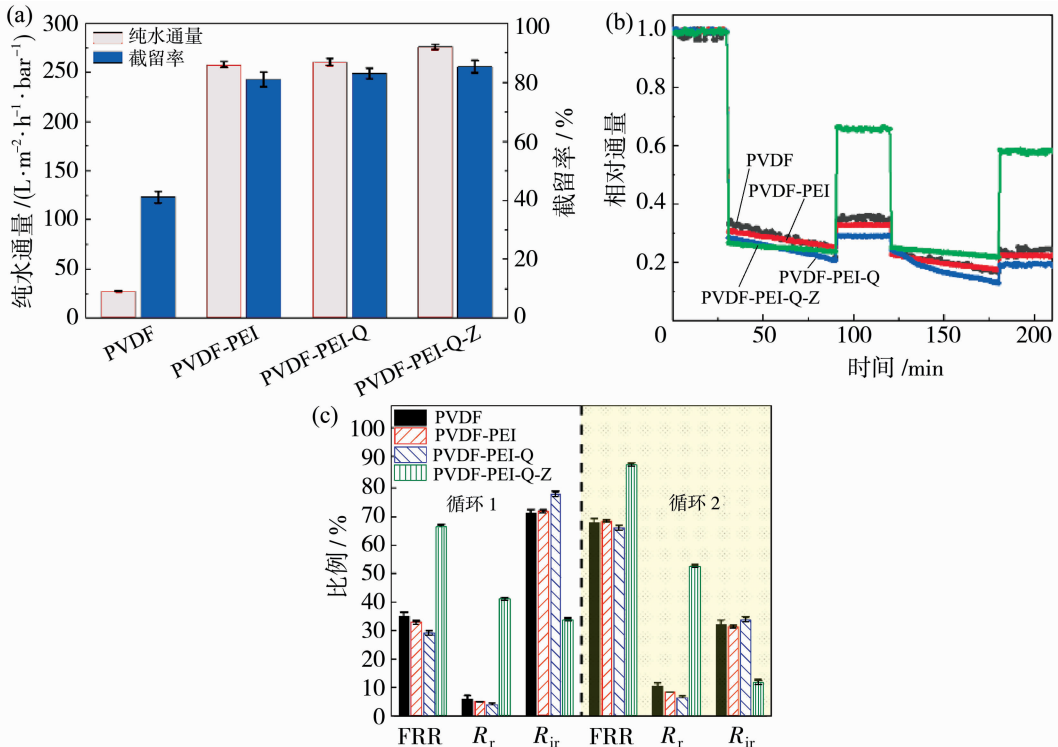 (a)
纯水通量
截留率
300
250
200
150
100
50
0
纯水通量 /(L·m⁻²·h⁻¹·bar⁻¹)
100
80
60
40
20
0
截留率 / %
PVDF
PVDF-PEI
PVDF-PEI-Q
PVDF-PEI-Q-Z
(b)
1.0
0.8
0.6
0.4
0.2
相对通量
PVDF
PVDF-PEI
PVDF-PEI-Q
PVDF-PEI-Q-Z
0
50
100
150
200
时间 /min
(c)
PVDF
PVDF-PEI
PVDF-PEI-Q
PVDF-PEI-Q-Z
循环 1
循环 2
100
90
80
70
60
50
40
30
20
10
0
比例 / %
FRR
Rr
Rir
FRR
Rr
Rir